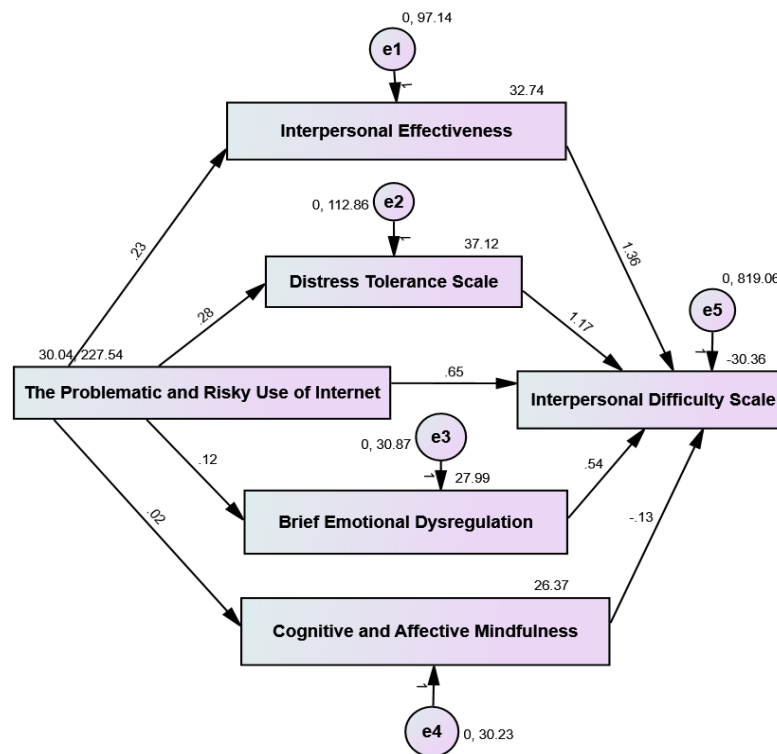 0, 97.14
e1
1
32.74
Interpersonal Effectiveness
0, 112.86
e2
1
37.12
Distress Tolerance Scale
.23
.28
1.36
1.17
0, 819.06
e5
1
-30.36
30.04, 227.54
The Problematic and Risky Use of Internet
.65
Interpersonal Difficulty Scale
0, 30.87
e3
1
27.99
Brief Emotional Dysregulation
.12
.54
.02
-.13
26.37
Cognitive and Affective Mindfulness
1
e4
0, 30.23